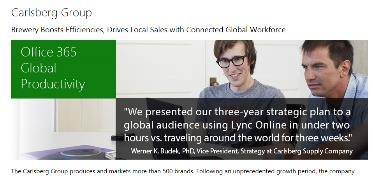 Carlsberg Group
Brewery Boosts Efficiencies, Drives Local Sales with Connected Global Workforce
Office 365
Global
Productivity
"We presented our three-year strategic plan to a
global audience using Lync Online in under two
hours vs. traveling around the world for three weeks."
Werner K. Budek, PhD, Vice President, Strategy at Carlsberg Supply Company
The Carlsberg Group produces and markets more than 500 brands. Following an unprecedented growth period, the company